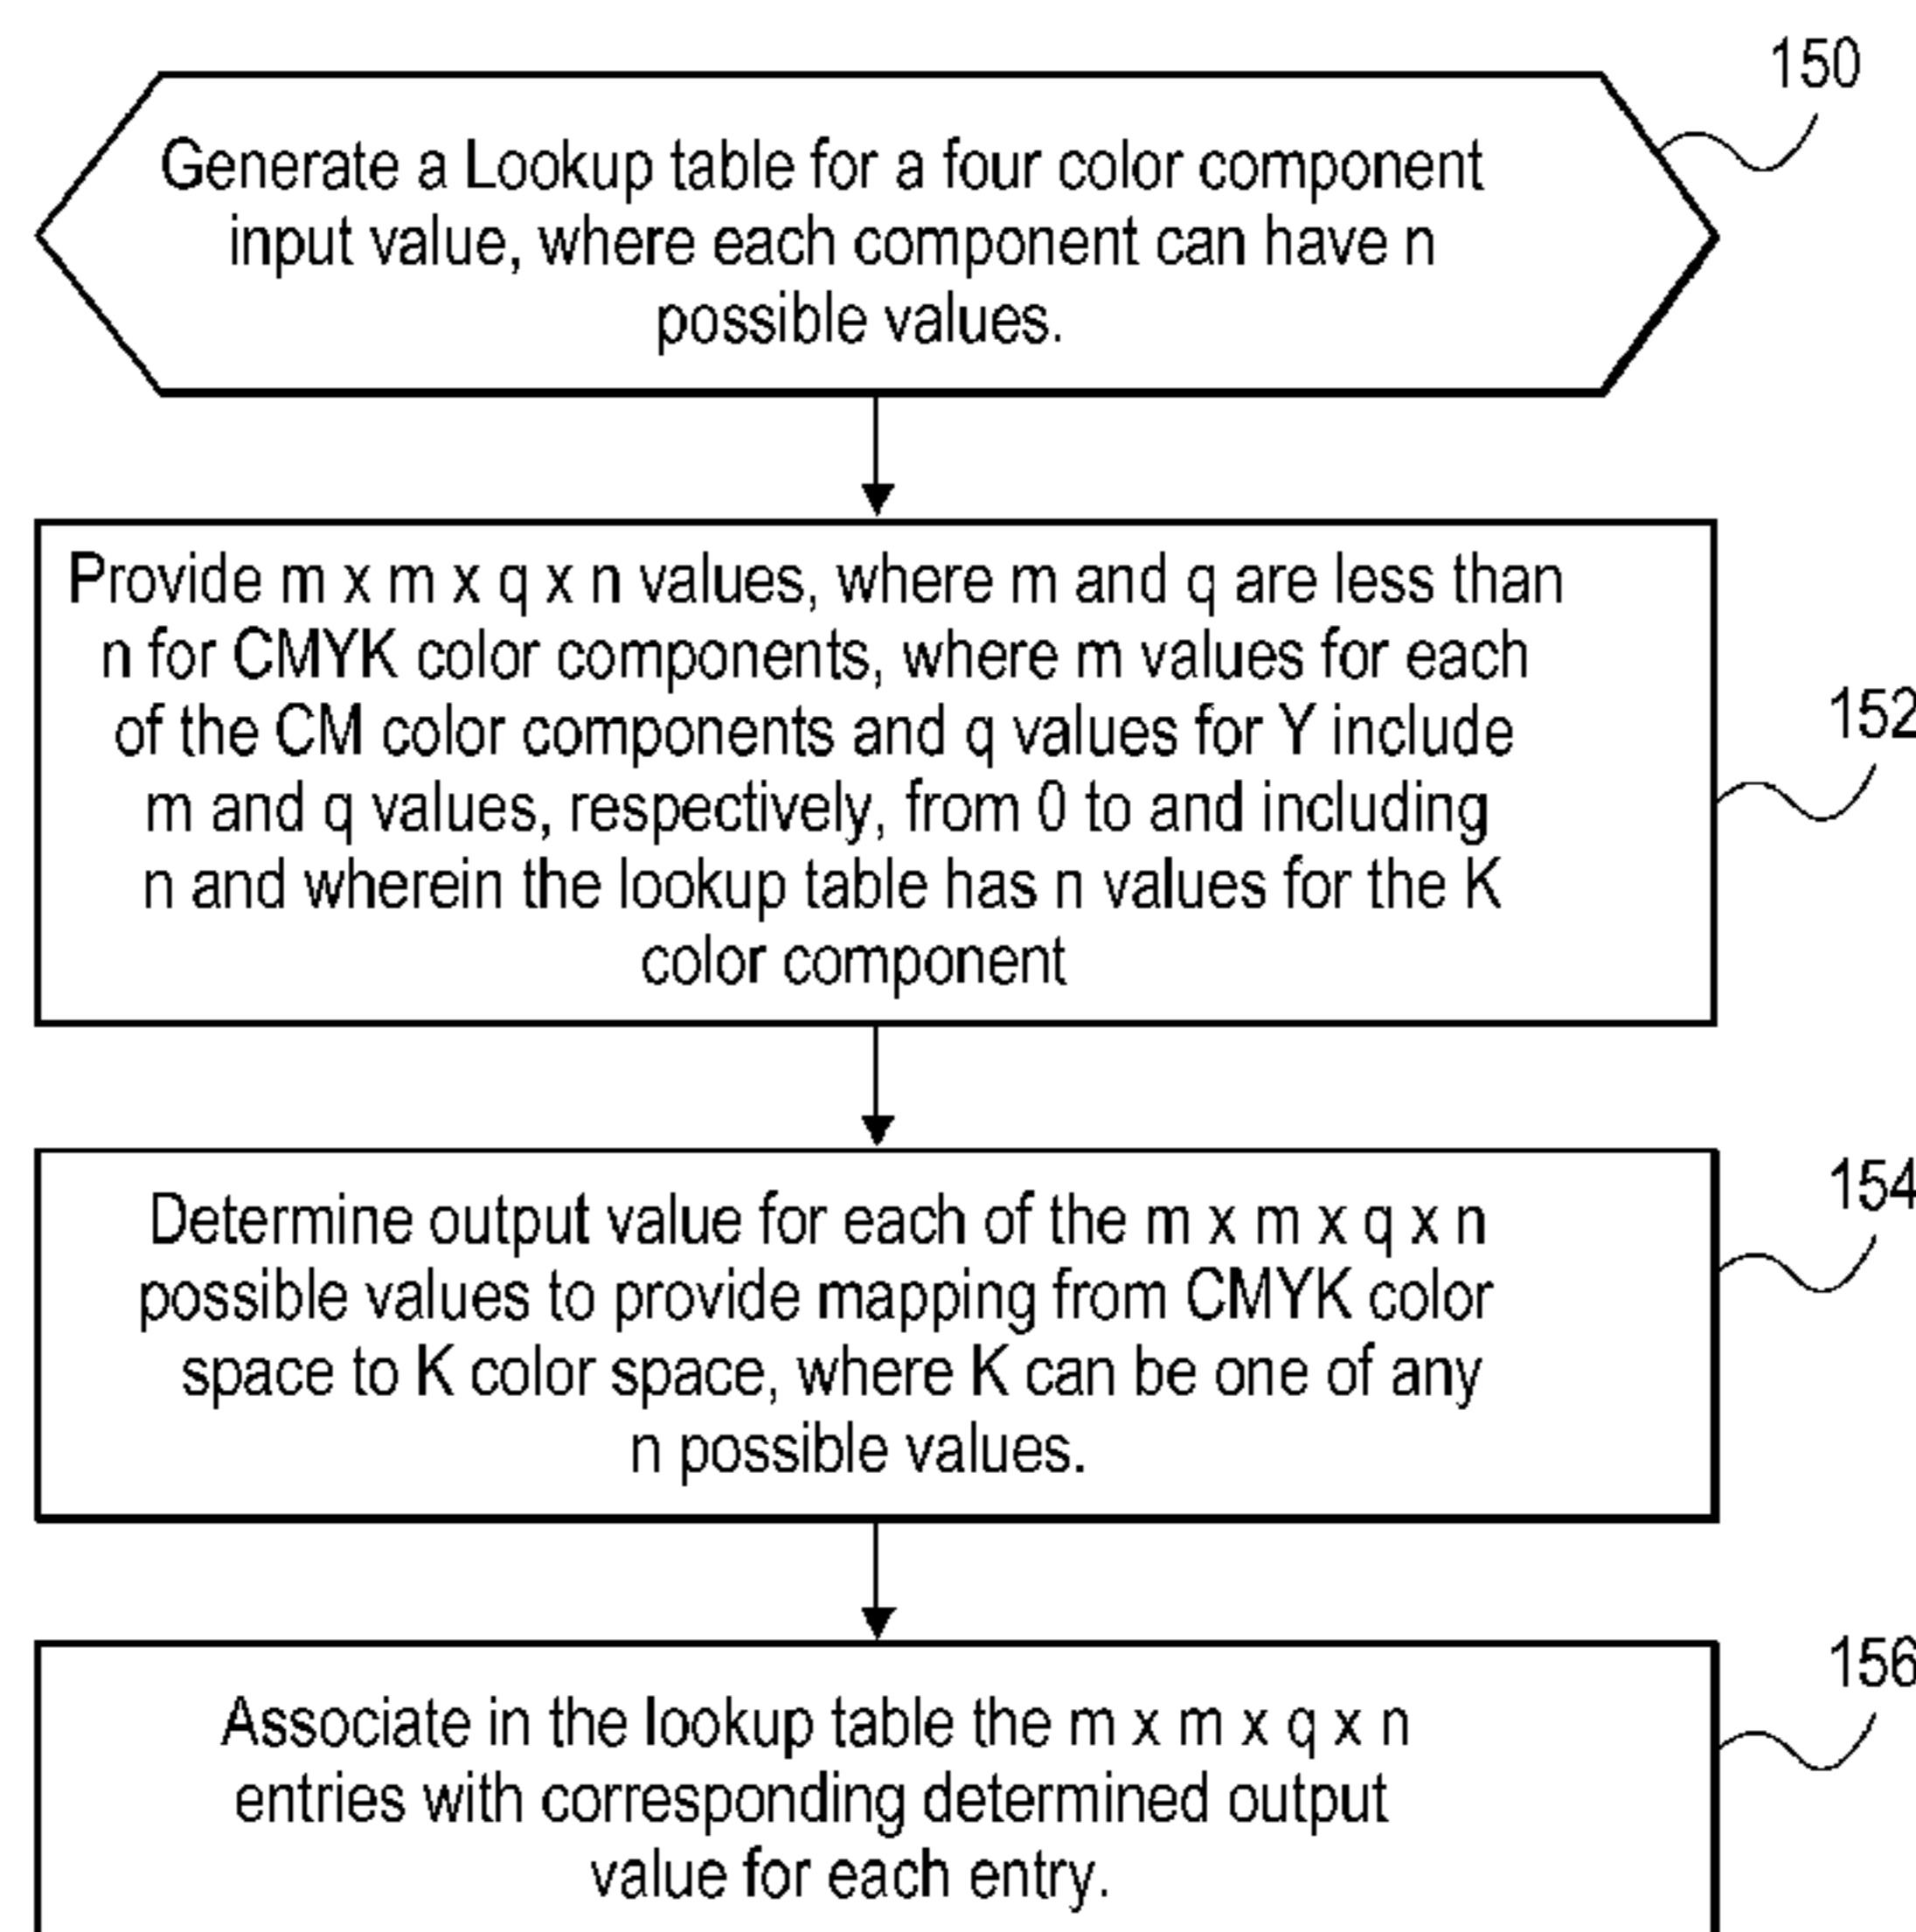 150
Generate a Lookup table for a four color component
input value, where each component can have n
possible values.
Provide m x m x q x n values, where m and q are less than
n for CMYK color components, where m values for each
of the CM color components and q values for Y include
m and q values, respectively, from 0 to and including
n and wherein the lookup table has n values for the K
color component
152
Determine output value for each of the m x m x q x n
possible values to provide mapping from CMYK color
space to K color space, where K can be one of any
n possible values.
154
Associate in the lookup table the m x m x q x n
entries with corresponding determined output
value for each entry.
156